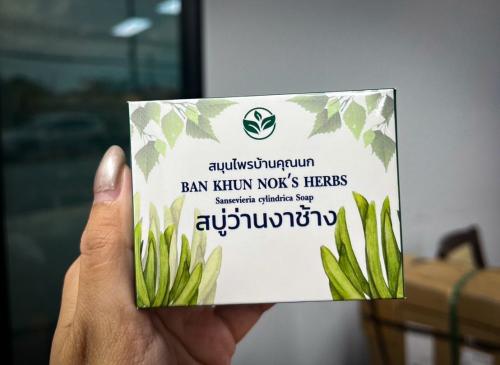 สมุนไพรบ้านคุณนก
BAN KHUN NOK'S HERBS
Sansevieria cylindrica Soap
สบู่ว่านงาช้าง